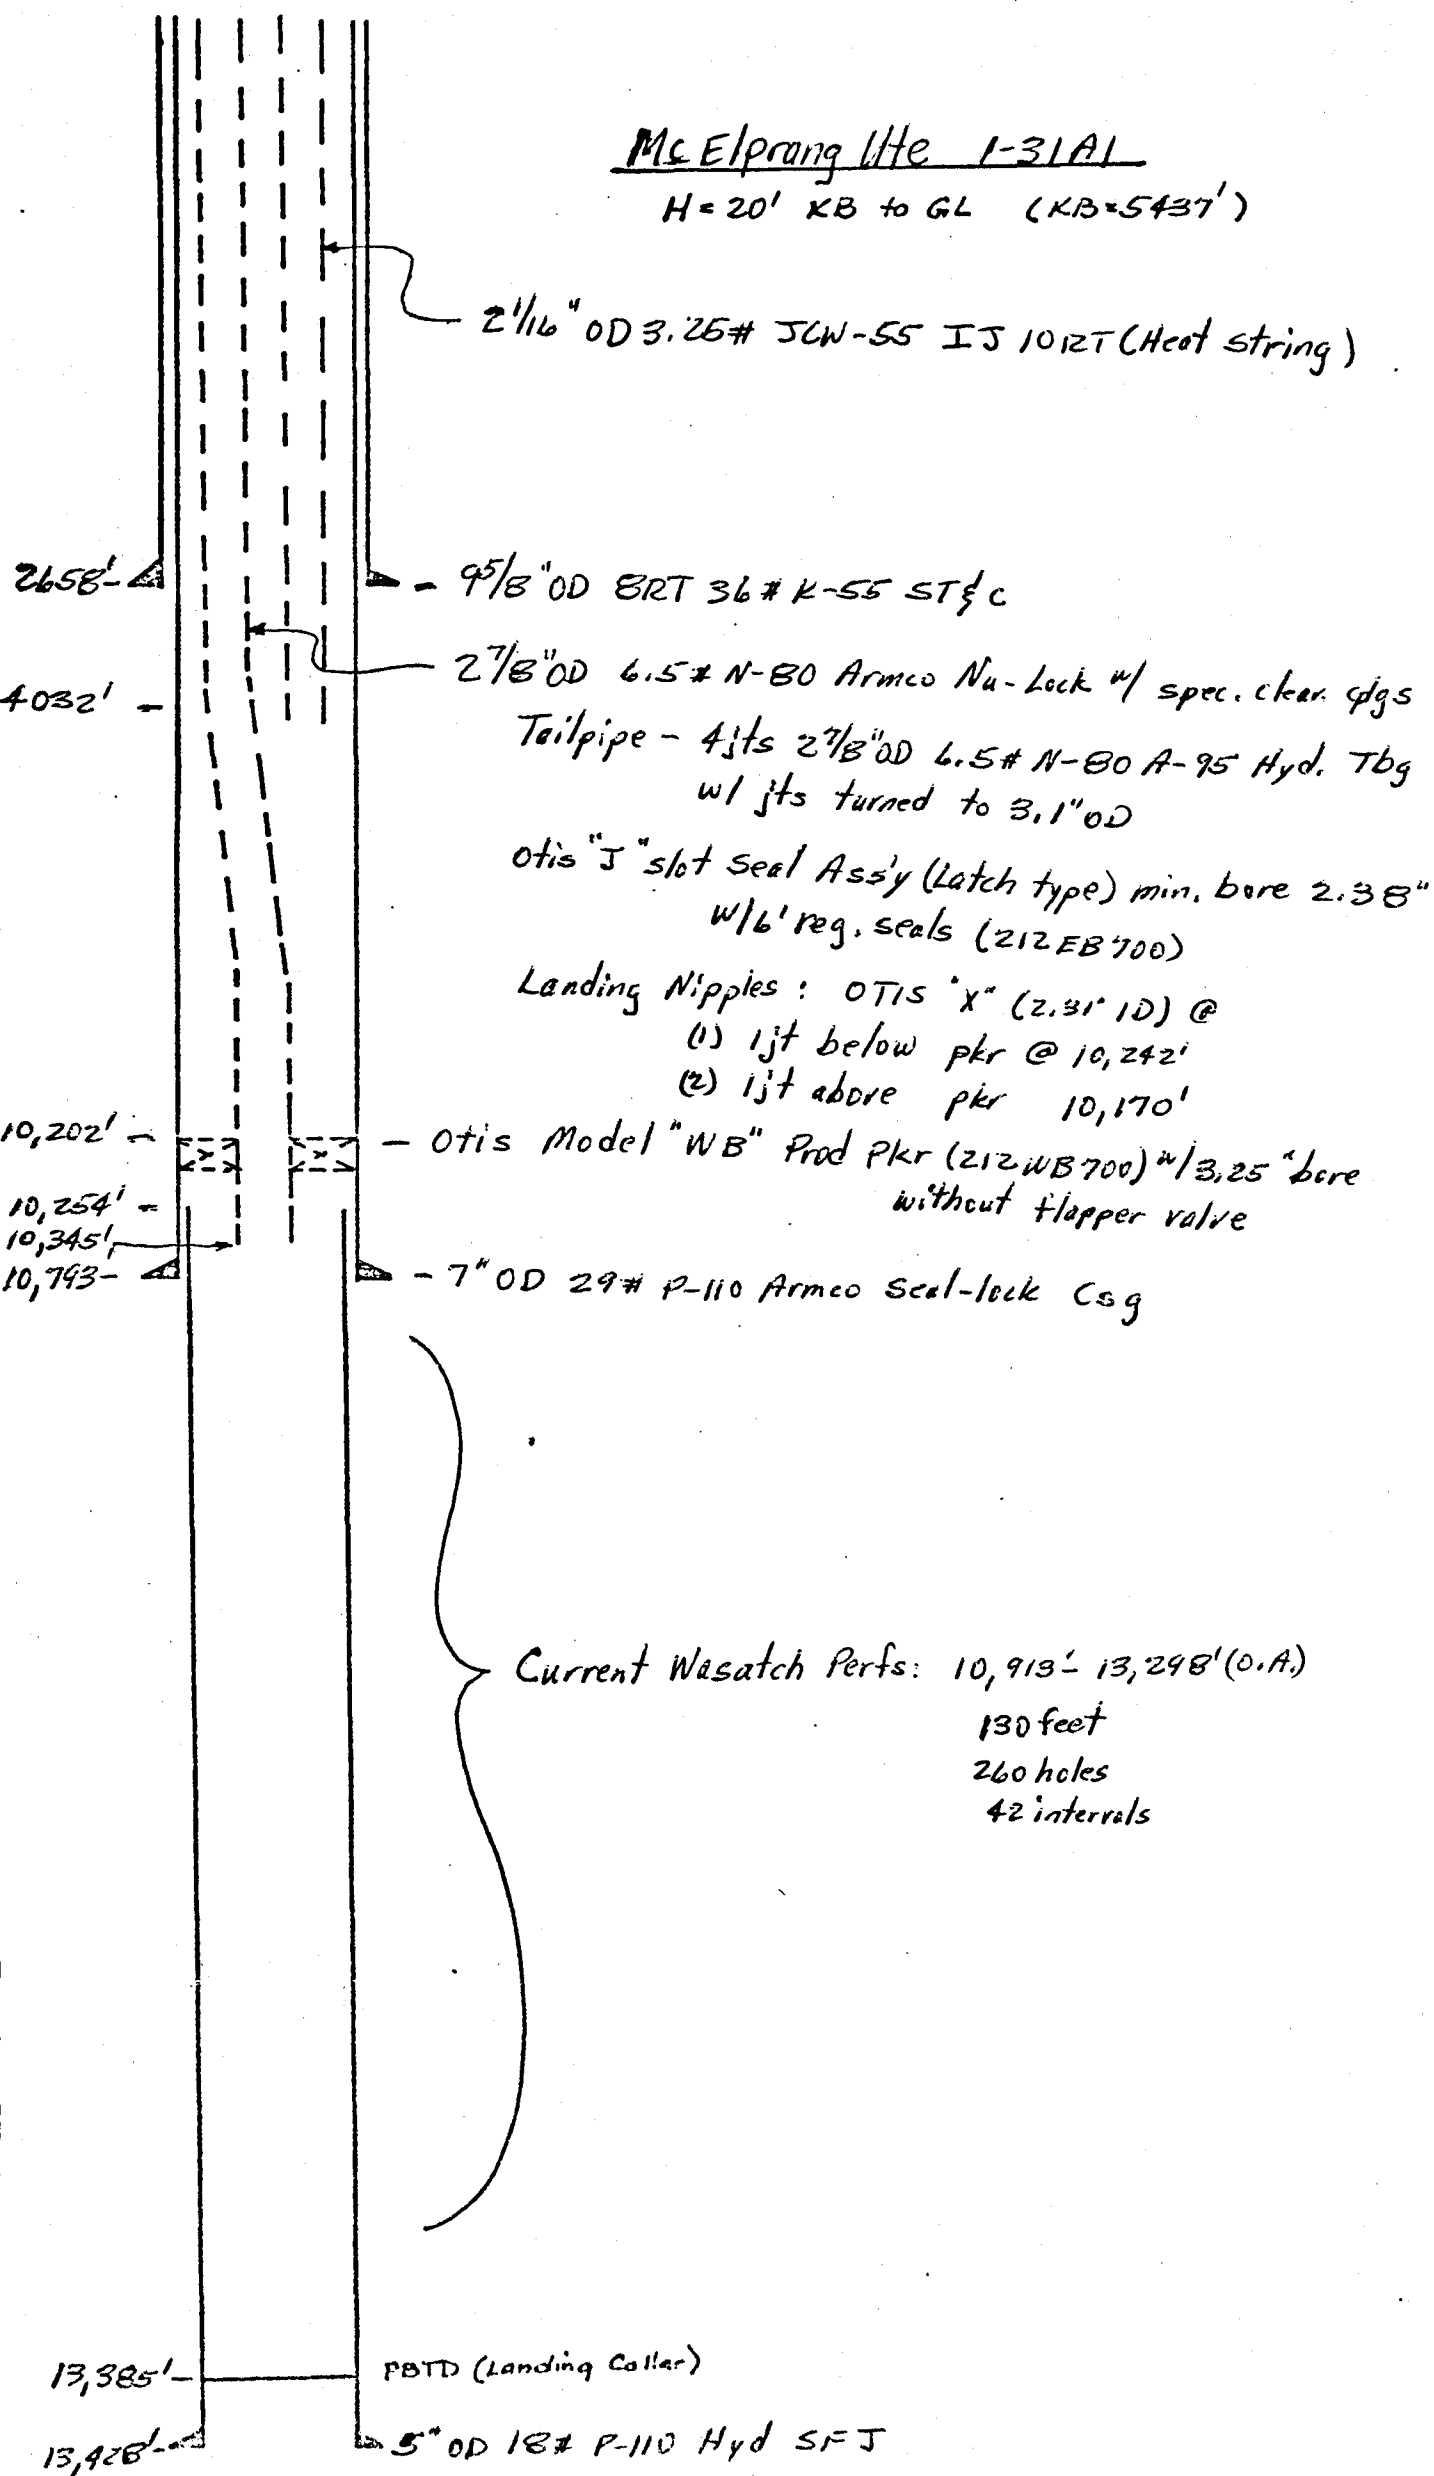 Mc Elprang Ute 1-31A1
H = 20' KB to GL (KB=5437')
2 1/16" OD 3.25# JCW-55 IJ 10RT (Heat string)
2658'- - 9 5/8" OD 8RT 36# K-55 ST&C
2 7/8" OD 6.5# N-80 Armco Nu-Lock w/ spec. clear. cplgs
4032' -
Tailpipe - 4 jts 2 7/8" OD 6.5# N-80 A-95 Hyd. Tbg
w/ jts turned to 3.1" OD
Otis "J" slot Seal Ass'y (Latch type) min. bore 2.38"
w/6' reg. seals (212EB700)
Landing Nipples: OTIS "X" (2.31" ID) @
(1) 1jt below pkr @ 10,242'
(2) 1jt above pkr 10,170'
10,202' - - Otis Model "WB" Prod Pkr (212WB700) w/3.25" bore
without flapper valve
10,254' -
10,345'
10,793- - 7" OD 29# P-110 Armco Seal-lock Csg
Current Wasatch Perfs: 10,913'- 13,298' (O.A.)
130 feet
260 holes
42 intervals
13,385'- PBTD (Landing Collar)
13,428'- 5" OD 18# P-110 Hyd SFJ